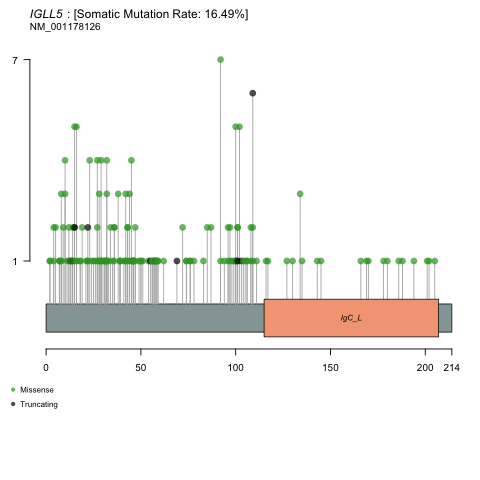 IGLL5 : [Somatic Mutation Rate: 16.49%]
NM_001178126
7
1
IgC_L
0 50 100 150 200 214
Missense
Truncating